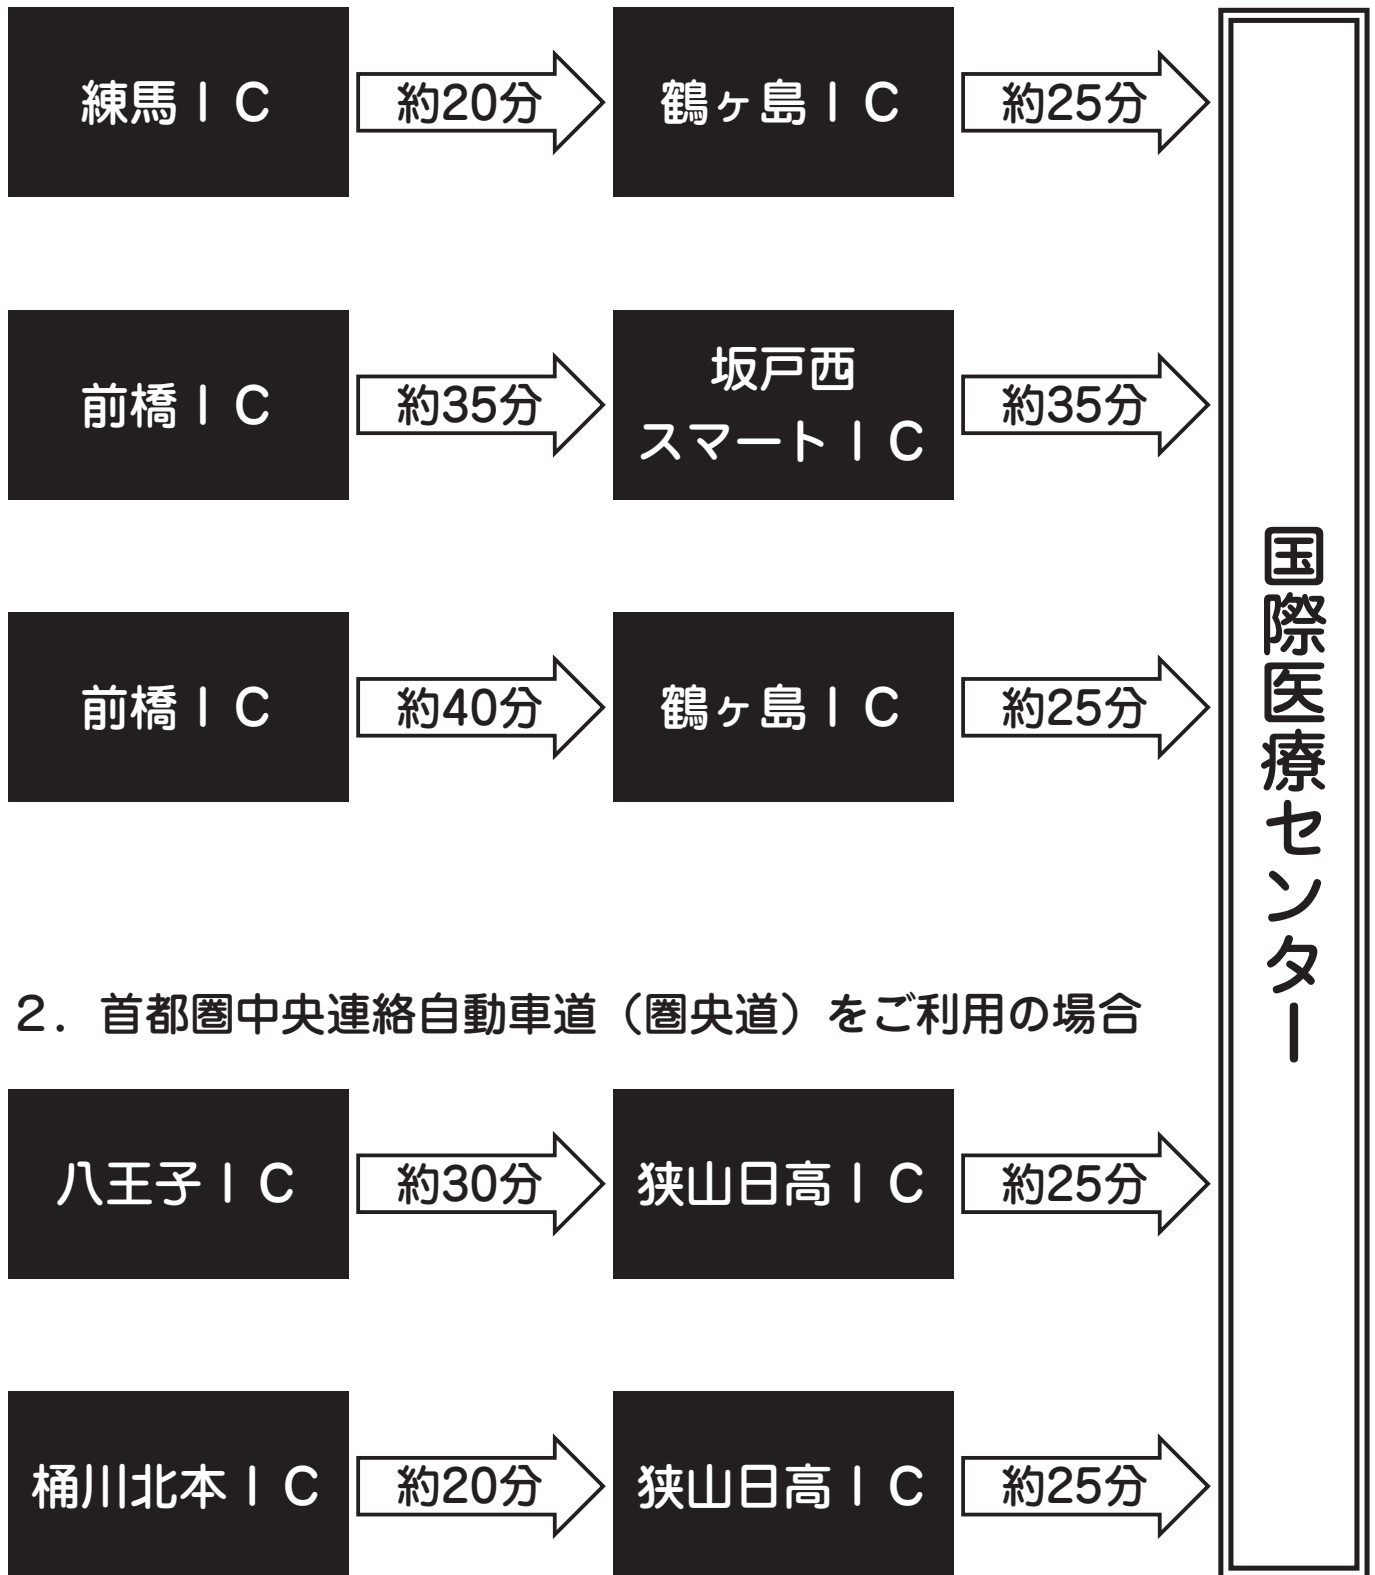 練馬ＩＣ
約20分
鶴ヶ島ＩＣ
約25分
前橋ＩＣ
約35分
坂戸西
スマートＩＣ
約35分
前橋ＩＣ
約40分
鶴ヶ島ＩＣ
約25分
２．首都圏中央連絡自動車道（圏央道）をご利用の場合
八王子ＩＣ
約30分
狭山日高ＩＣ
約25分
桶川北本ＩＣ
約20分
狭山日高ＩＣ
約25分
国際医療センター